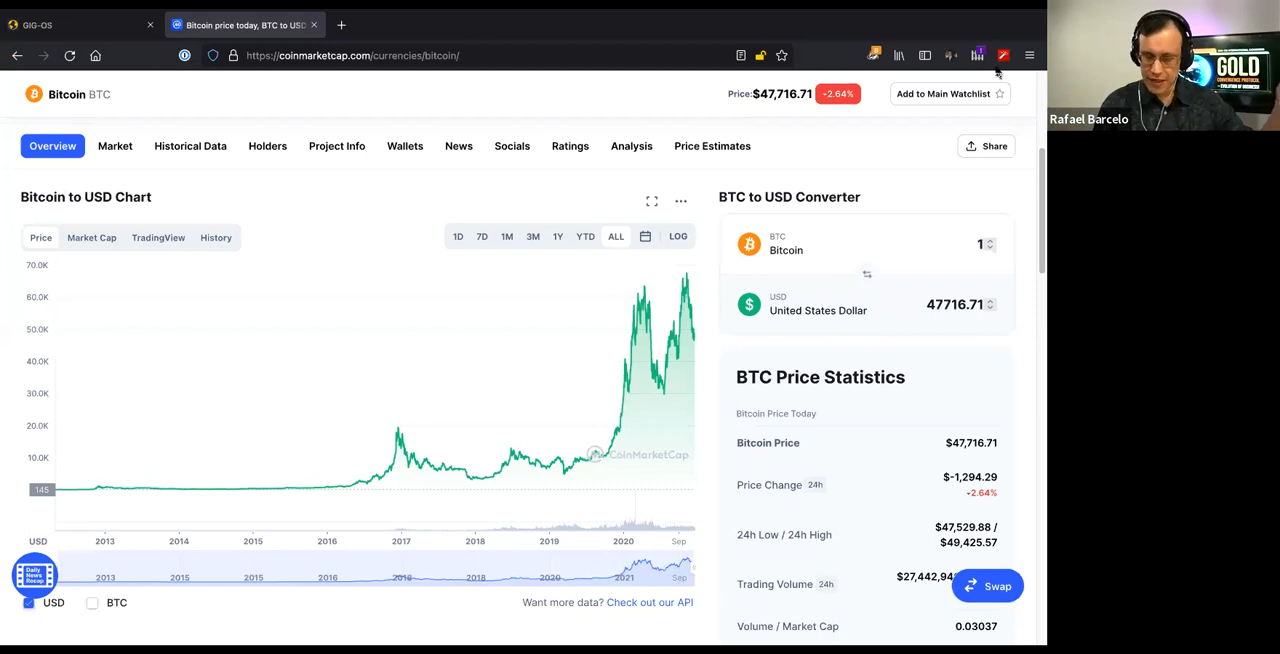 GIG-OS
Bitcoin price today, BTC to USD
https://coinmarketcap.com/currencies/bitcoin/
Bitcoin BTC
Price: $47,716.71 -2.64%
Add to Main Watchlist
Overview Market Historical Data Holders Project Info Wallets News Socials Ratings Analysis Price Estimates
Share
Bitcoin to USD Chart
Price Market Cap TradingView History
1D 7D 1M 3M 1Y YTD ALL LOG
70.0K
60.0K
50.0K
40.0K
30.0K
20.0K
10.0K
145
CoinMarketCap
USD 2013 2014 2015 2016 2017 2018 2019 2020 Sep
2013 2015 2015 2016 2018 2018 2020 2021 Sep
Daily
News
Recap
USD BTC
Want more data? Check out our API
BTC to USD Converter
BTC
Bitcoin
1
USD
United States Dollar
47716.71
BTC Price Statistics
Bitcoin Price Today
Bitcoin Price $47,716.71
Price Change 24h $-1,294.29
2.64%
24h Low / 24h High $47,529.88 /
$49,425.57
Trading Volume 24h $27,442,94
Swap
Volume / Market Cap 0.03037
GOLD
CONVERGENCE PROTOCOL
Rafael Barcelo